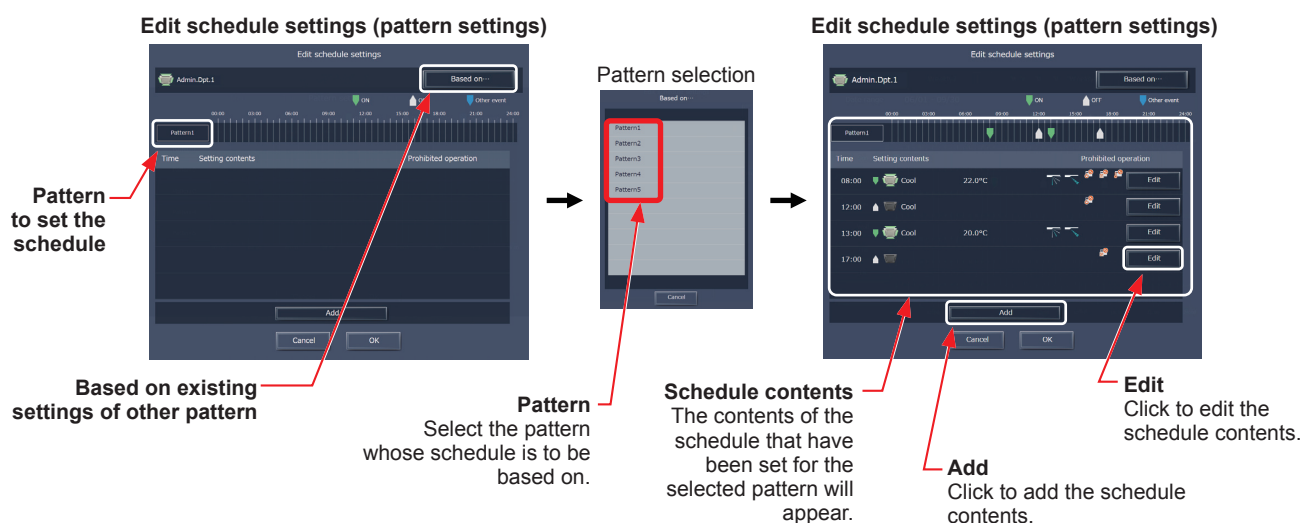 Edit schedule settings (pattern settings)
Edit schedule settings
Admin.Dpt.1
Based on…
ON
OFF
Other event
00:00 03:00 06:00 09:00 12:00 15:00 18:00 21:00 24:00
Pattern1
Time Setting contents Prohibited operation
Add
Cancel OK
Pattern
to set the
schedule
Based on existing
settings of other pattern
Pattern selection
Based on…
Pattern1
Pattern2
Pattern3
Pattern4
Pattern5
Cancel
Pattern
Select the pattern
whose schedule is to be
based on.
Edit schedule settings (pattern settings)
Edit schedule settings
Admin.Dpt.1
Based on…
ON
OFF
Other event
00:00 03:00 06:00 09:00 12:00 15:00 18:00 21:00 24:00
Pattern1
Time Setting contents Prohibited operation
08:00 Cool 22.0°C Edit
12:00 Cool Edit
13:00 Cool 20.0°C Edit
17:00 Edit
Add
Cancel OK
Schedule contents
The contents of the
schedule that have
been set for the
selected pattern will
appear.
Add
Click to add the schedule
contents.
Edit
Click to edit the
schedule contents.